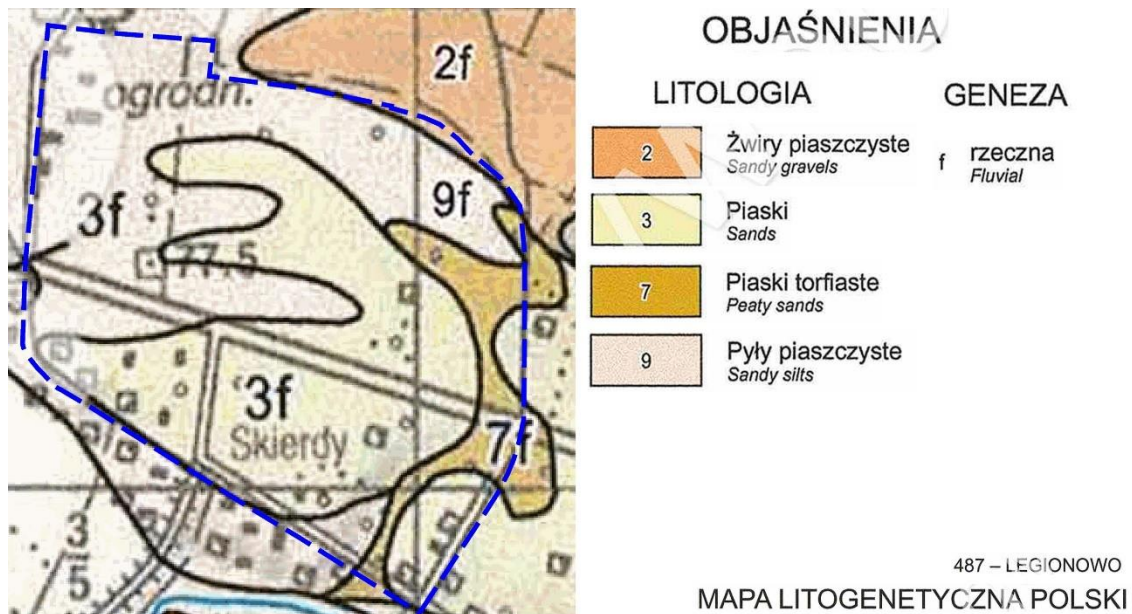 2f
ogrodn.
3f
9f
77.5
3f
Skierdy
7f
3
5
OBJAŚNIENIA
LITOLOGIA
GENEZA
2 Żwiry piaszczyste
Sandy gravels
f rzeczna
Fluvial
3 Piaski
Sands
7 Piaski torfiaste
Peaty sands
9 Pyły piaszczyste
Sandy silts
487 – LEGIONOWO
MAPA LITOGENETYCZNA POLSKI